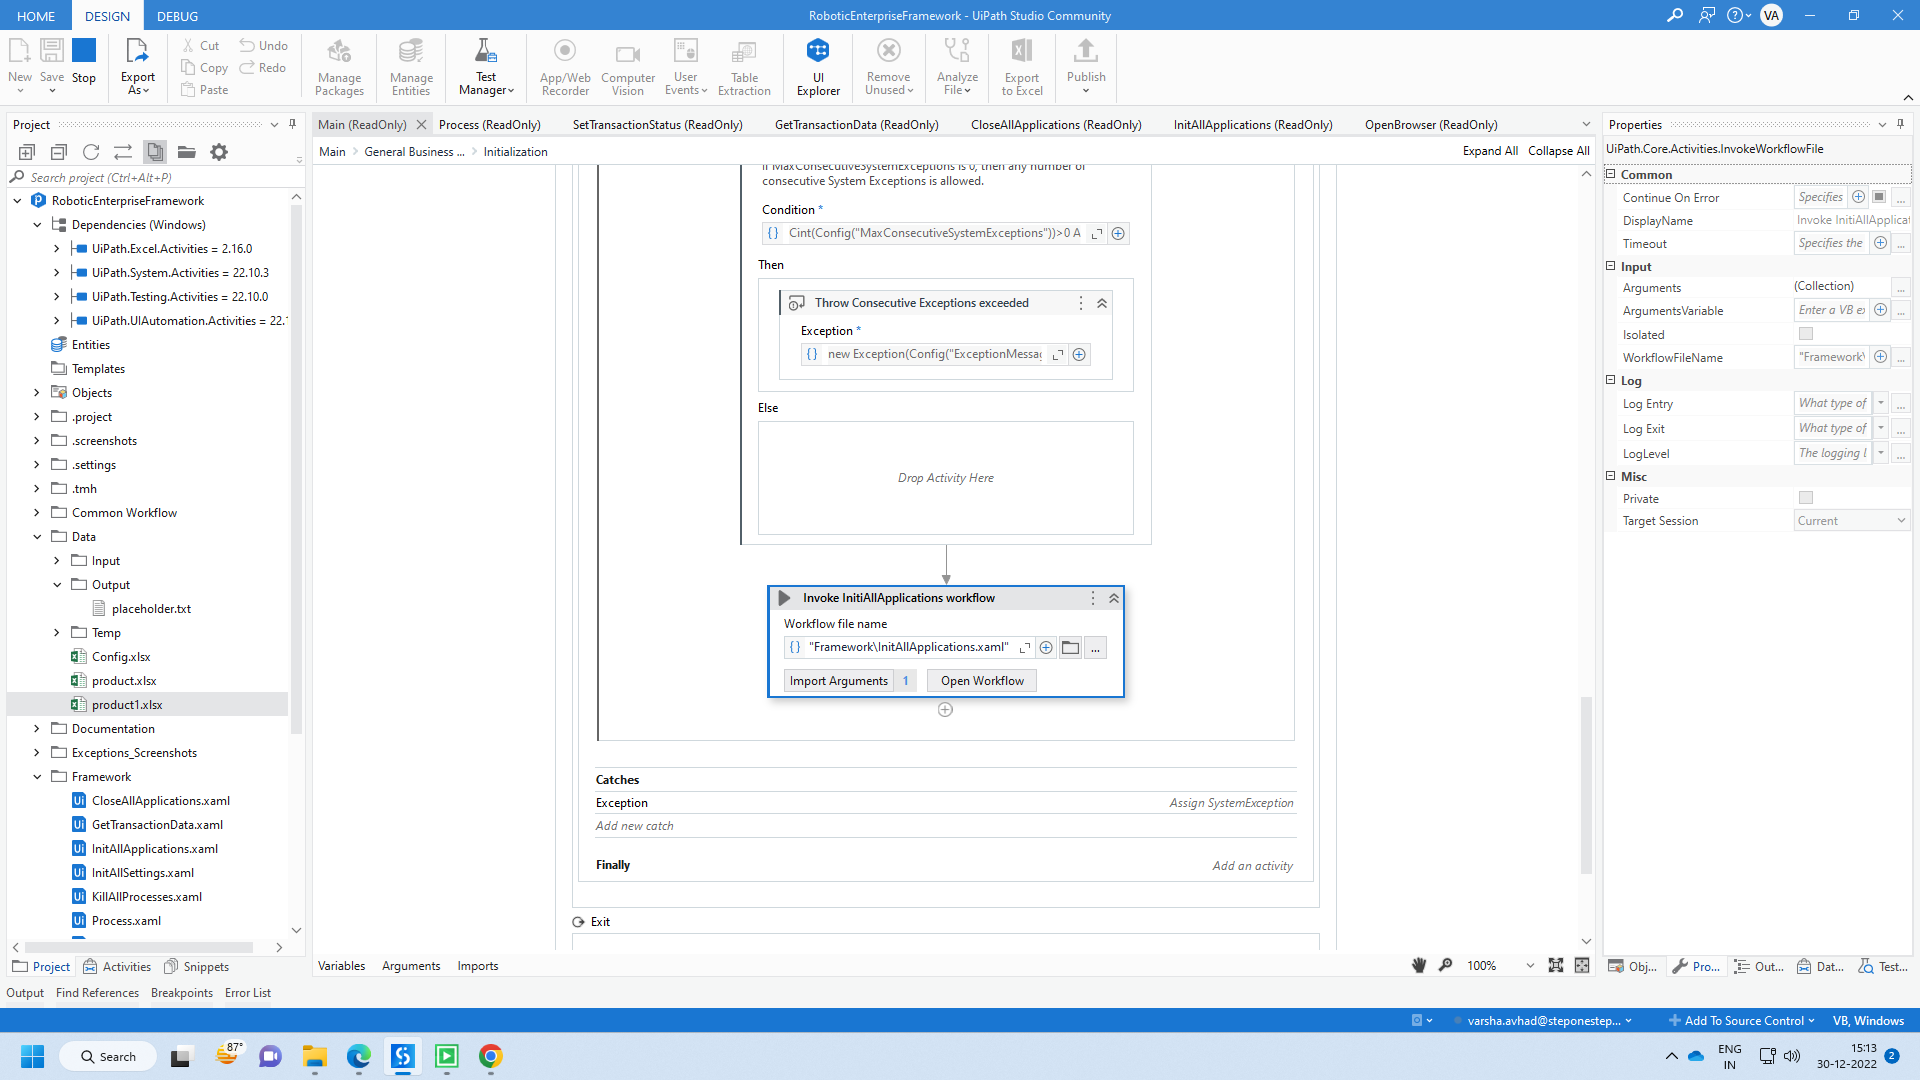 HOME DESIGN DEBUG
RoboticEnterpriseFramework - UiPath Studio Community
VA
New Save Stop
Export As
Cut Copy Paste
Undo Redo
Manage Packages
Manage Entities
Test Manager
App/Web Recorder
Computer Vision
User Events
Table Extraction
UI Explorer
Remove Unused
Analyze File
Export to Excel
Publish
Project
Search project (Ctrl+Alt+P)
RoboticEnterpriseFramework
Dependencies (Windows)
UiPath.Excel.Activities = 2.16.0
UiPath.System.Activities = 22.10.3
UiPath.Testing.Activities = 22.10.0
UiPath.UIAutomation.Activities = 22.
Entities
Templates
Objects
.project
.screenshots
.settings
.tmh
Common Workflow
Data
Input
Output
placeholder.txt
Temp
Config.xlsx
product.xlsx
product1.xlsx
Documentation
Exceptions_Screenshots
Framework
CloseAllApplications.xaml
GetTransactionData.xaml
InitAllApplications.xaml
InitAllSettings.xaml
KillAllProcesses.xaml
Process.xaml
Project Activities Snippets
Main (ReadOnly) Process (ReadOnly) SetTransactionStatus (ReadOnly) GetTransactionData (ReadOnly) CloseAllApplications (ReadOnly) InitAllApplications (ReadOnly) OpenBrowser (ReadOnly)
Main General Business ... Initialization
Expand All Collapse All
If MaxConsecutiveSystemExceptions is 0, then any number of
consecutive System Exceptions is allowed.
Condition *
{} Cint(Config("MaxConsecutiveSystemExceptions"))>0 A
Then
Throw Consecutive Exceptions exceeded
Exception *
{} new Exception(Config("ExceptionMessag
Else
Drop Activity Here
Invoke InitiAllApplications workflow
Workflow file name
{} "Framework\InitAllApplications.xaml" ...
Import Arguments 1 Open Workflow
Catches
Exception Assign SystemException
Add new catch
Finally Add an activity
Exit
Variables Arguments Imports
100%
Properties
UiPath.Core.Activities.InvokeWorkflowFile
Common
Continue On Error Specifies ...
DisplayName Invoke InitiAllApplicat
Timeout Specifies the ...
Input
Arguments (Collection) ...
ArgumentsVariable Enter a VB ex ...
Isolated
WorkflowFileName "Framework\ ...
Log
Log Entry What type of ...
Log Exit What type of ...
LogLevel The logging l ...
Misc
Private
Target Session Current
Obj... Pro... Out... Dat... Test...
Output Find References Breakpoints Error List
varsha.avhad@steponestep... Add To Source Control VB, Windows
87°
Search
ENG
IN
15:13
30-12-2022
2